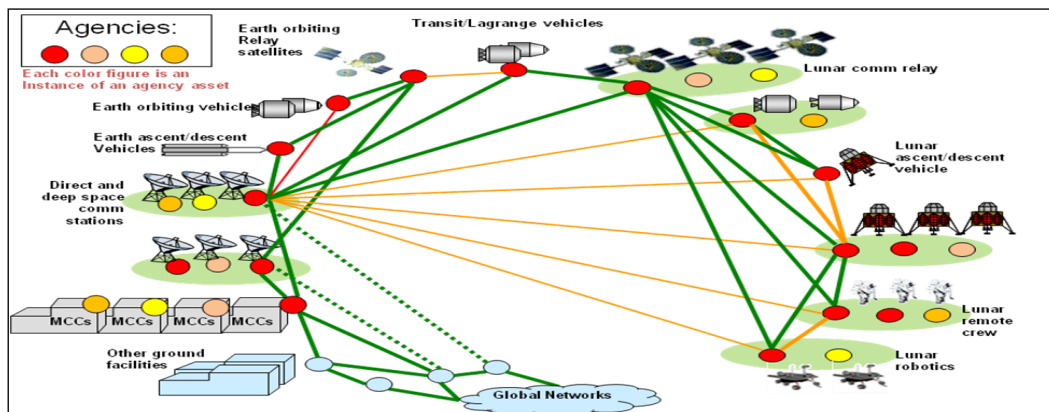 Agencies:
Each color figure is an
Instance of an agency asset
Earth orbiting
Relay
satellites
Transit/Lagrange vehicles
Lunar comm relay
Earth orbiting vehicle
Earth ascent/descent
Vehicles
Lunar
ascent/descent
vehicle
Direct and
deep space
comm
stations
MCCs
MCCs
MCCs
MCCs
Lunar
remote
crew
Other ground
facilities
Lunar
robotics
Global Networks